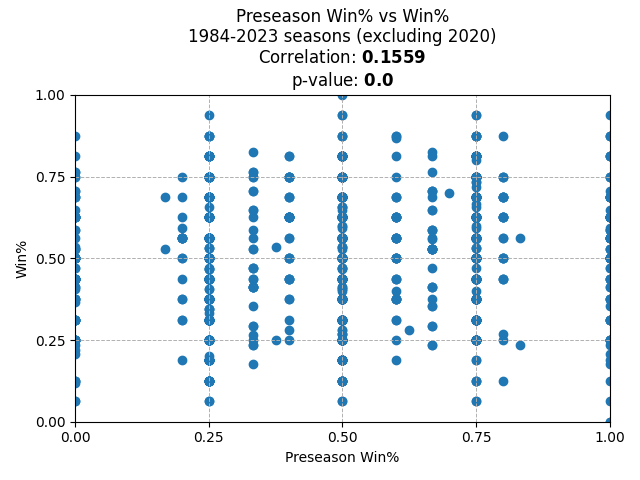 Preseason Win% vs Win%
1984-2023 seasons (excluding 2020)
Correlation: 0.1559
p-value: 0.0
1.00
0.75
0.50
0.25
0.00
Win%
0.00 0.25 0.50 0.75 1.00
Preseason Win%